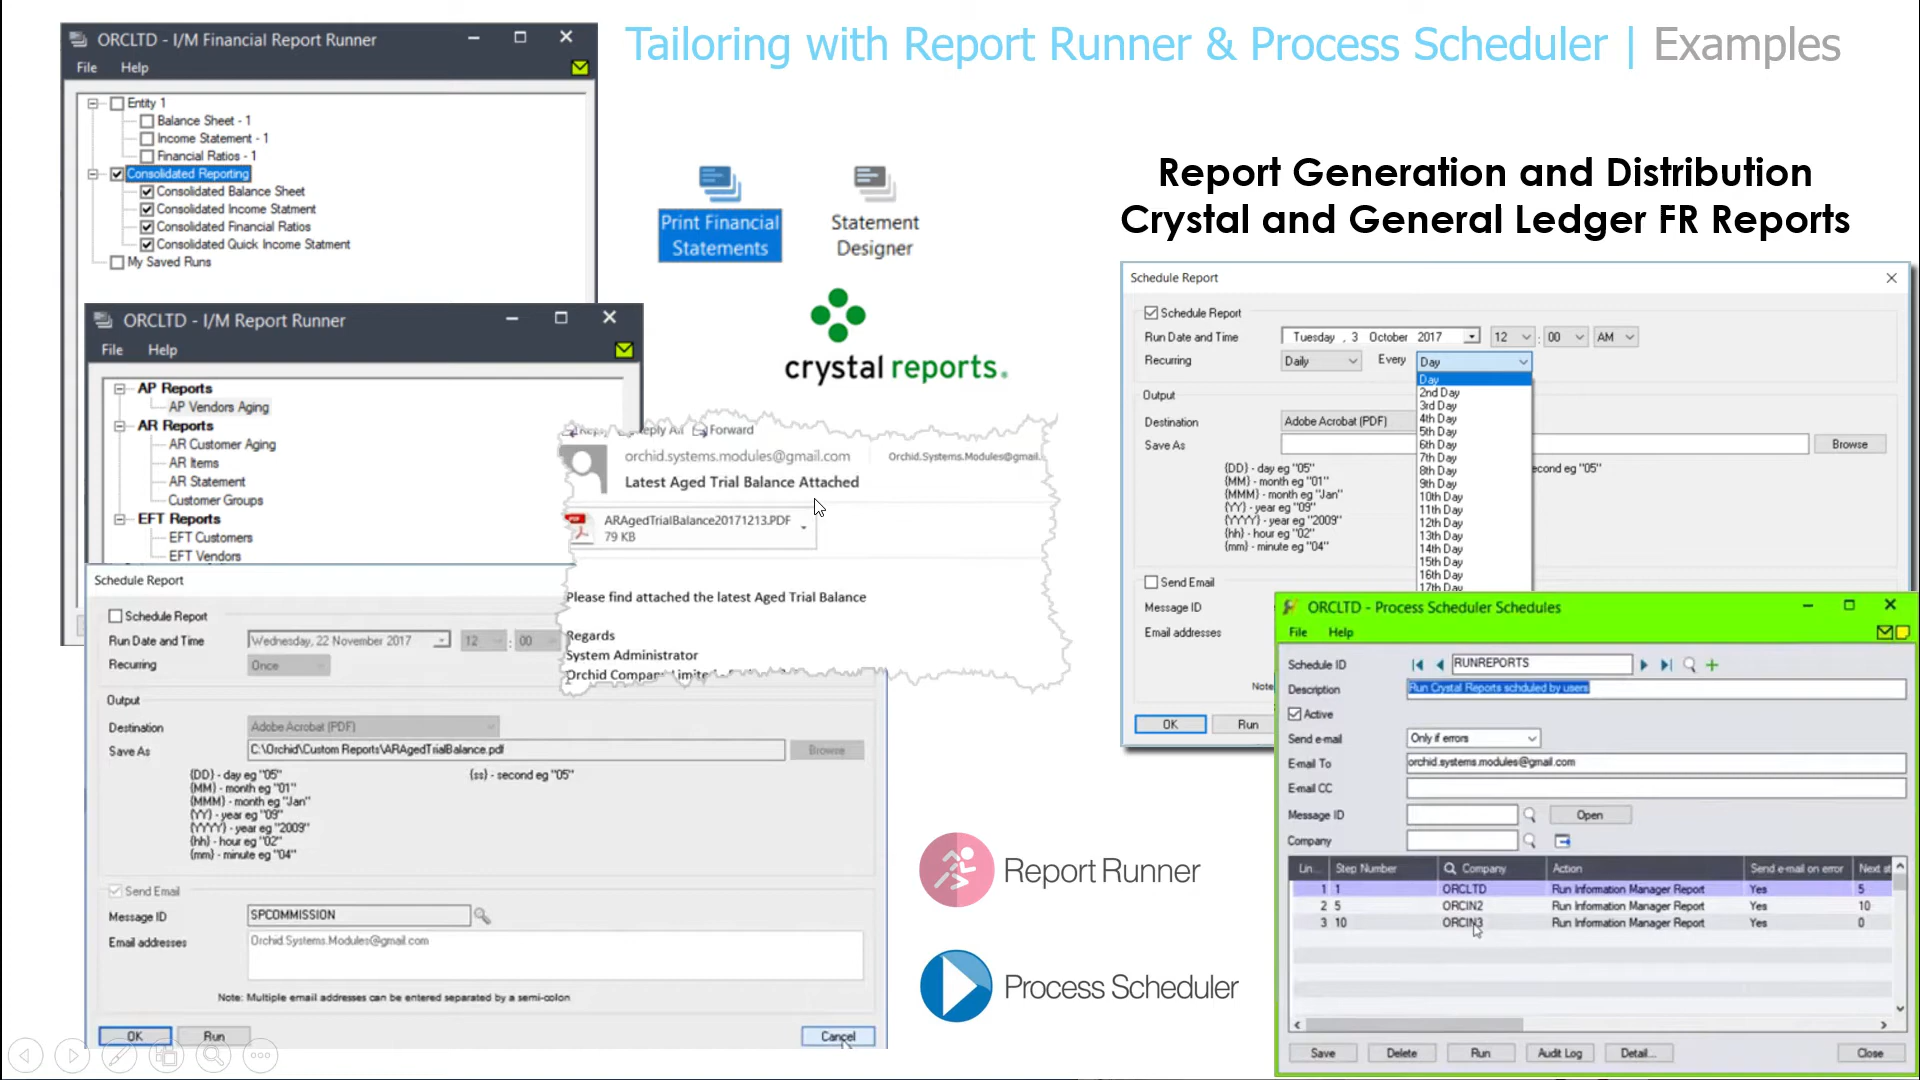 Tailoring with Report Runner & Process Scheduler | Examples
ORCLTD - I/M Financial Report Runner
File Help
Entity 1
Balance Sheet - 1
Income Statement - 1
Financial Ratios - 1
Consolidated Reporting
Consolidated Balance Sheet
Consolidated Income Statment
Consolidated Financial Ratios
Consolidated Quick Income Statment
My Saved Runs
Print Financial
Statements
Statement
Designer
crystal reports.
Report Generation and Distribution
Crystal and General Ledger FR Reports
ORCLTD - I/M Report Runner
File Help
AP Reports
AP Vendors Aging
AR Reports
AR Customer Aging
AR Items
AR Statement
Customer Groups
EFT Reports
EFT Customers
EFT Vendors
Forward
orchid.systems.modules@gmail.com Orchid.Systems.Modules@gmail.
Latest Aged Trial Balance Attached
ARAgedTrialBalance20171213.PDF
79 KB
Please find attached the latest Aged Trial Balance
Regards
System Administrator
Orchid Company Limited
Schedule Report
Schedule Report
Run Date and Time Wednesday, 22 November 2017 12 : 00
Recurring Once
Output
Destination Adobe Acrobat (PDF)
Save As C:\Orchid\Custom Reports\ARAgedTrialBalance.pdf Browse
{DD} - day eg "05" {ss} - second eg "05"
{MM} - month eg "01"
{MMM} - month eg "Jan"
{YY} - year eg "09"
{YYYY} - year eg "2009"
{hh} - hour eg "02"
{mm} - minute eg "04"
Send Email
Message ID SPCOMMISSION
Email addresses Orchid.Systems.Modules@gmail.com
Note: Multiple email addresses can be entered separated by a semi-colon
OK Run Cancel
Report Runner
Process Scheduler
Schedule Report
Schedule Report
Run Date and Time Tuesday , 3 October 2017 12 : 00 AM
Recurring Daily Every Day
Day
2nd Day
3rd Day
4th Day
5th Day
6th Day
7th Day
8th Day
9th Day
10th Day
11th Day
12th Day
13th Day
14th Day
15th Day
16th Day
17th Day
Output
Destination Adobe Acrobat (PDF)
Save As Browse
{DD} - day eg "05" second eg "05"
{MM} - month eg "01"
{MMM} - month eg "Jan"
{YY} - year eg "09"
{YYYY} - year eg "2009"
{hh} - hour eg "02"
{mm} - minute eg "04"
Send Email
Message ID
Email addresses
Note
OK Run
ORCLTD - Process Scheduler Schedules
File Help
Schedule ID RUNREPORTS
Description Run Crystal Reports schduled by users
Active
Send e-mail Only if errors
E-mail To orchid.systems.modules@gmail.com
E-mail CC
Message ID Open
Company
Lin... Step Number Company Action Send e-mail on error Next st
1 1 ORCLTD Run Information Manager Report Yes 5
2 5 ORCIN2 Run Information Manager Report Yes 10
3 10 ORCIN3 Run Information Manager Report Yes 0
Save Delete Run Audit Log Detail... Close